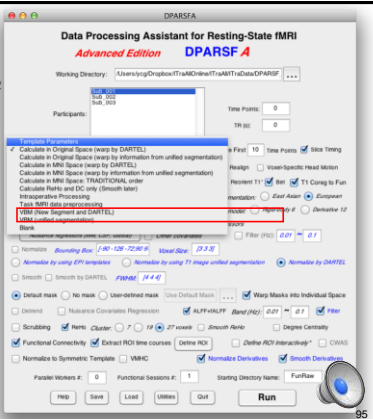 DPARSFA
Data Processing Assistant for Resting-State fMRI
Advanced Edition DPARSF A
Working Directory: /Users/ycg/Dropbox/ITraAllOnline/ITraAll/ITraData/DPARSF ...
Participants:
Sub_001
Sub_002
Sub_003
Time Points: 0
TR (s): 0
Template Parameters
✓ Calculate in Original Space (warp by DARTEL)
Calculate in Original Space (warp by information from unified segmentation)
Calculate in MNI Space (warp by DARTEL)
Calculate in MNI Space (warp by information from unified segmentation)
Calculate in MNI Space: TRADITIONAL order
Calculate ReHo and DC only (Smooth later)
Intraoperative Processing
Task fMRI data preprocessing
VBM (New Segment and DARTEL)
VBM (unified segmentation)
Blank
First 10 Time Points Slice Timing
Realign Voxel-Specific Head Motion
Reorient T1* Bet T1 Coreg to Fun
East Asian European
Derivative 12
Filter (Hz): 0.01 ~ 0.1
Normalize Bounding Box: [-90 -126 -72;90 9 Voxel Size: [3 3 3]
Normalize by using EPI templates Normalize by using T1 image unified segmentation Normalize by DARTEL
Smooth Smooth by DARTEL FWHM: [4 4 4]
Default mask No mask User-defined mask Use Default Mask ... Warp Masks into Individual Space
Detrend Nuisance Covariates Regression ALFF+fALFF Band (Hz): 0.01 ~ 0.1 Filter
Scrubbing ReHo Cluster: 7 19 27 voxels Smooth ReHo Degree Centrality
Functional Connectivity Extract ROI time courses Define ROI Define ROI Interactively* CWAS
Normalize to Symmetric Template VMHC Normalize Derivatives Smooth Derivatives
Parallel Workers #: 0 Functional Sessions #: 1 Starting Directory Name: FunRaw
Help Save Load Utilities Quit Run
95